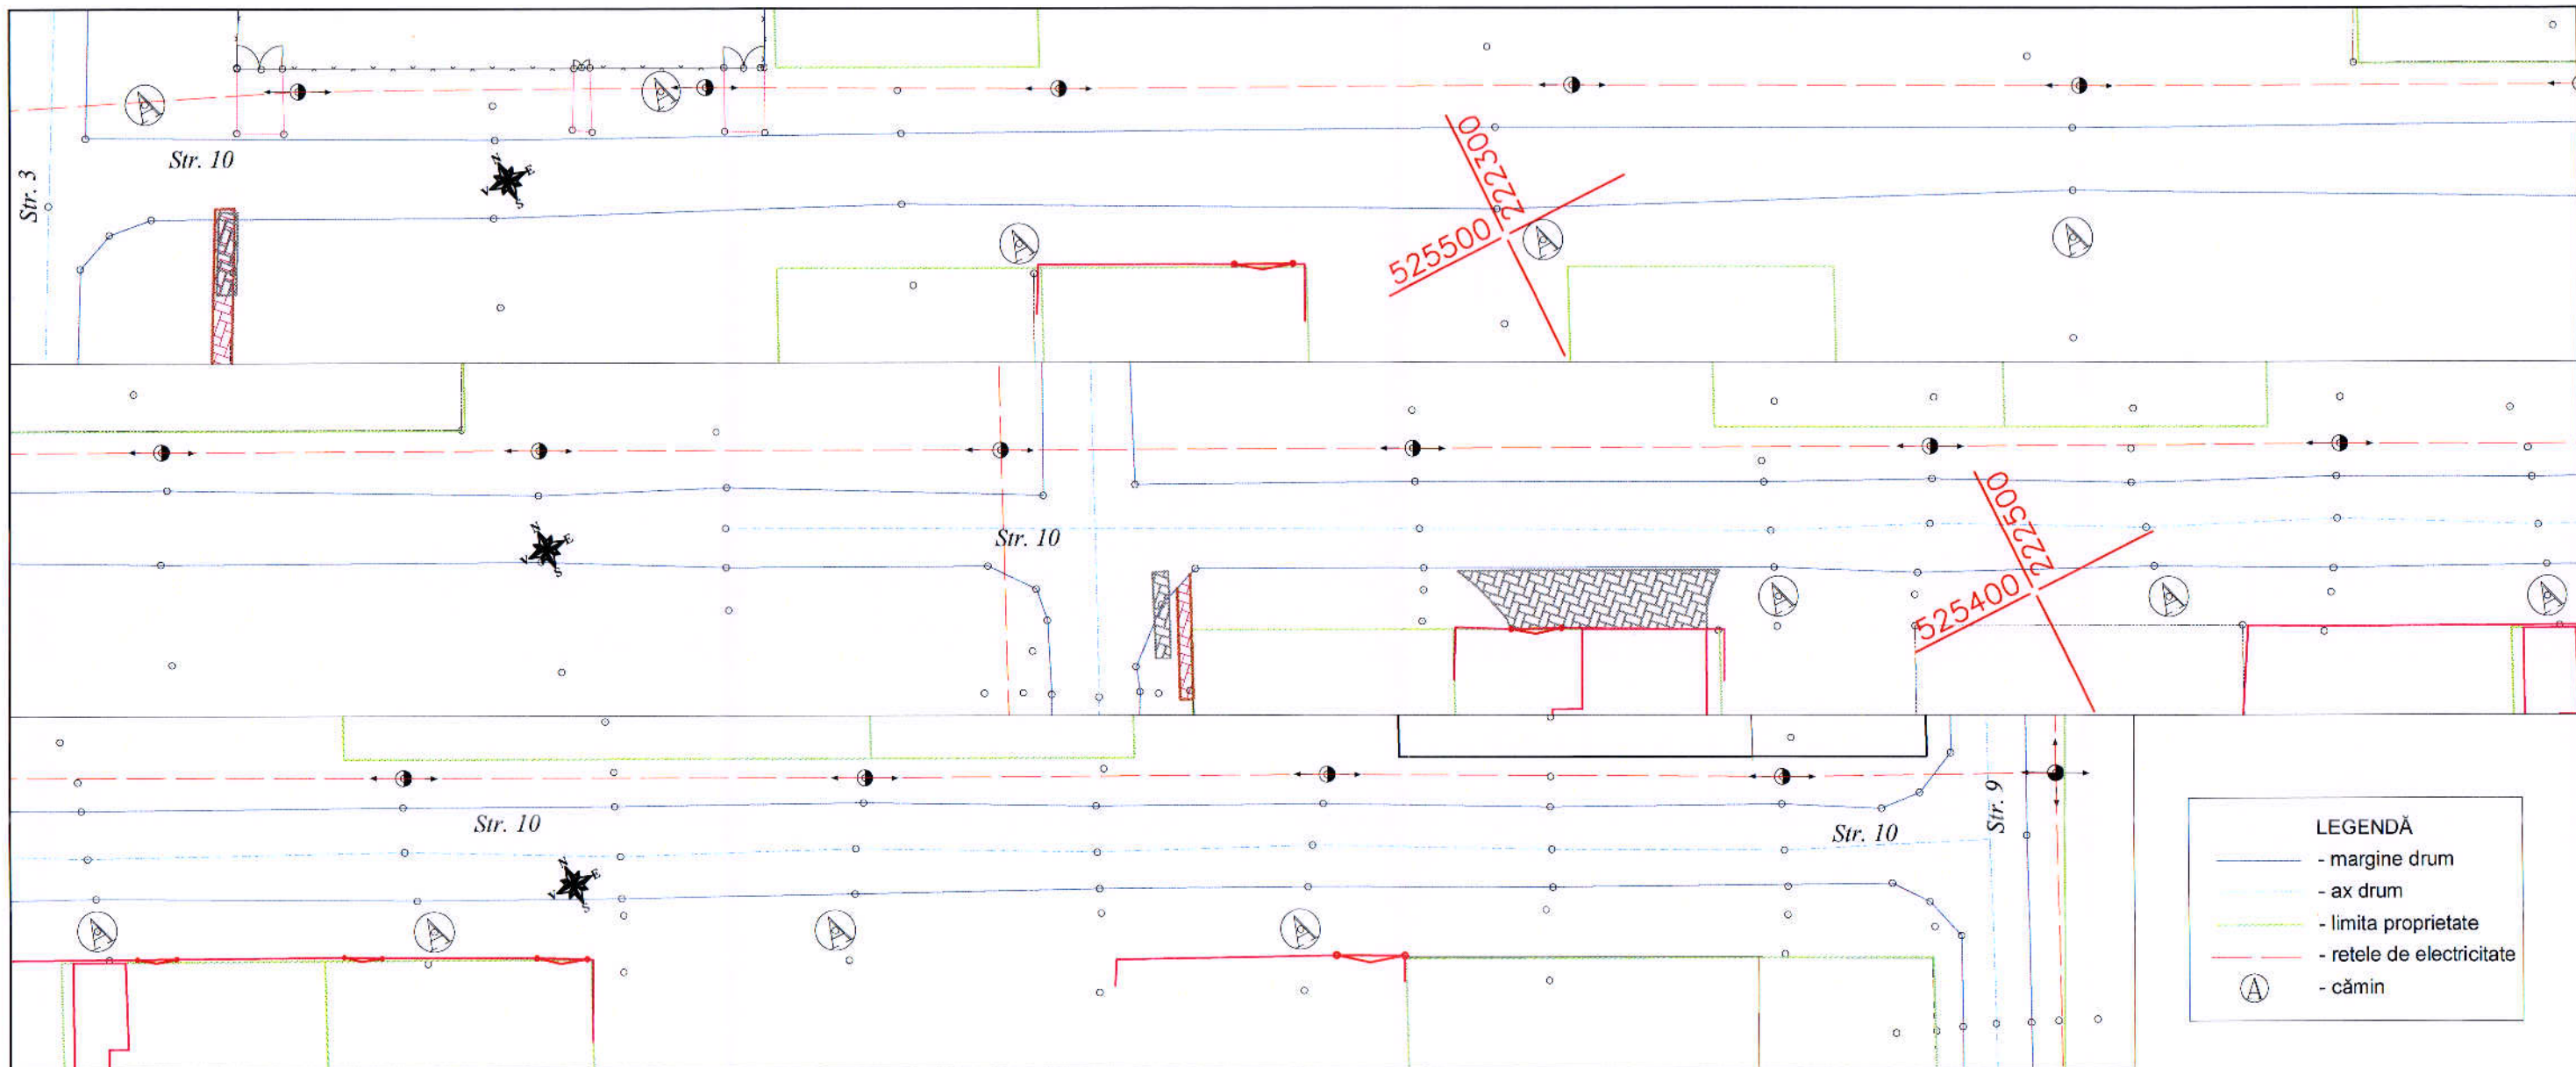 Str. 3
Str. 10
N
E
V
S
222300
525500
A
A
A
A
A
Str. 10
N
E
V
S
222500
525400
A
A
A
Str. 10
N
E
V
S
Str. 10
Str. 9
A
A
A
A
LEGENDĂ
- margine drum
- ax drum
- limita proprietate
- retele de electricitate
A - cămin